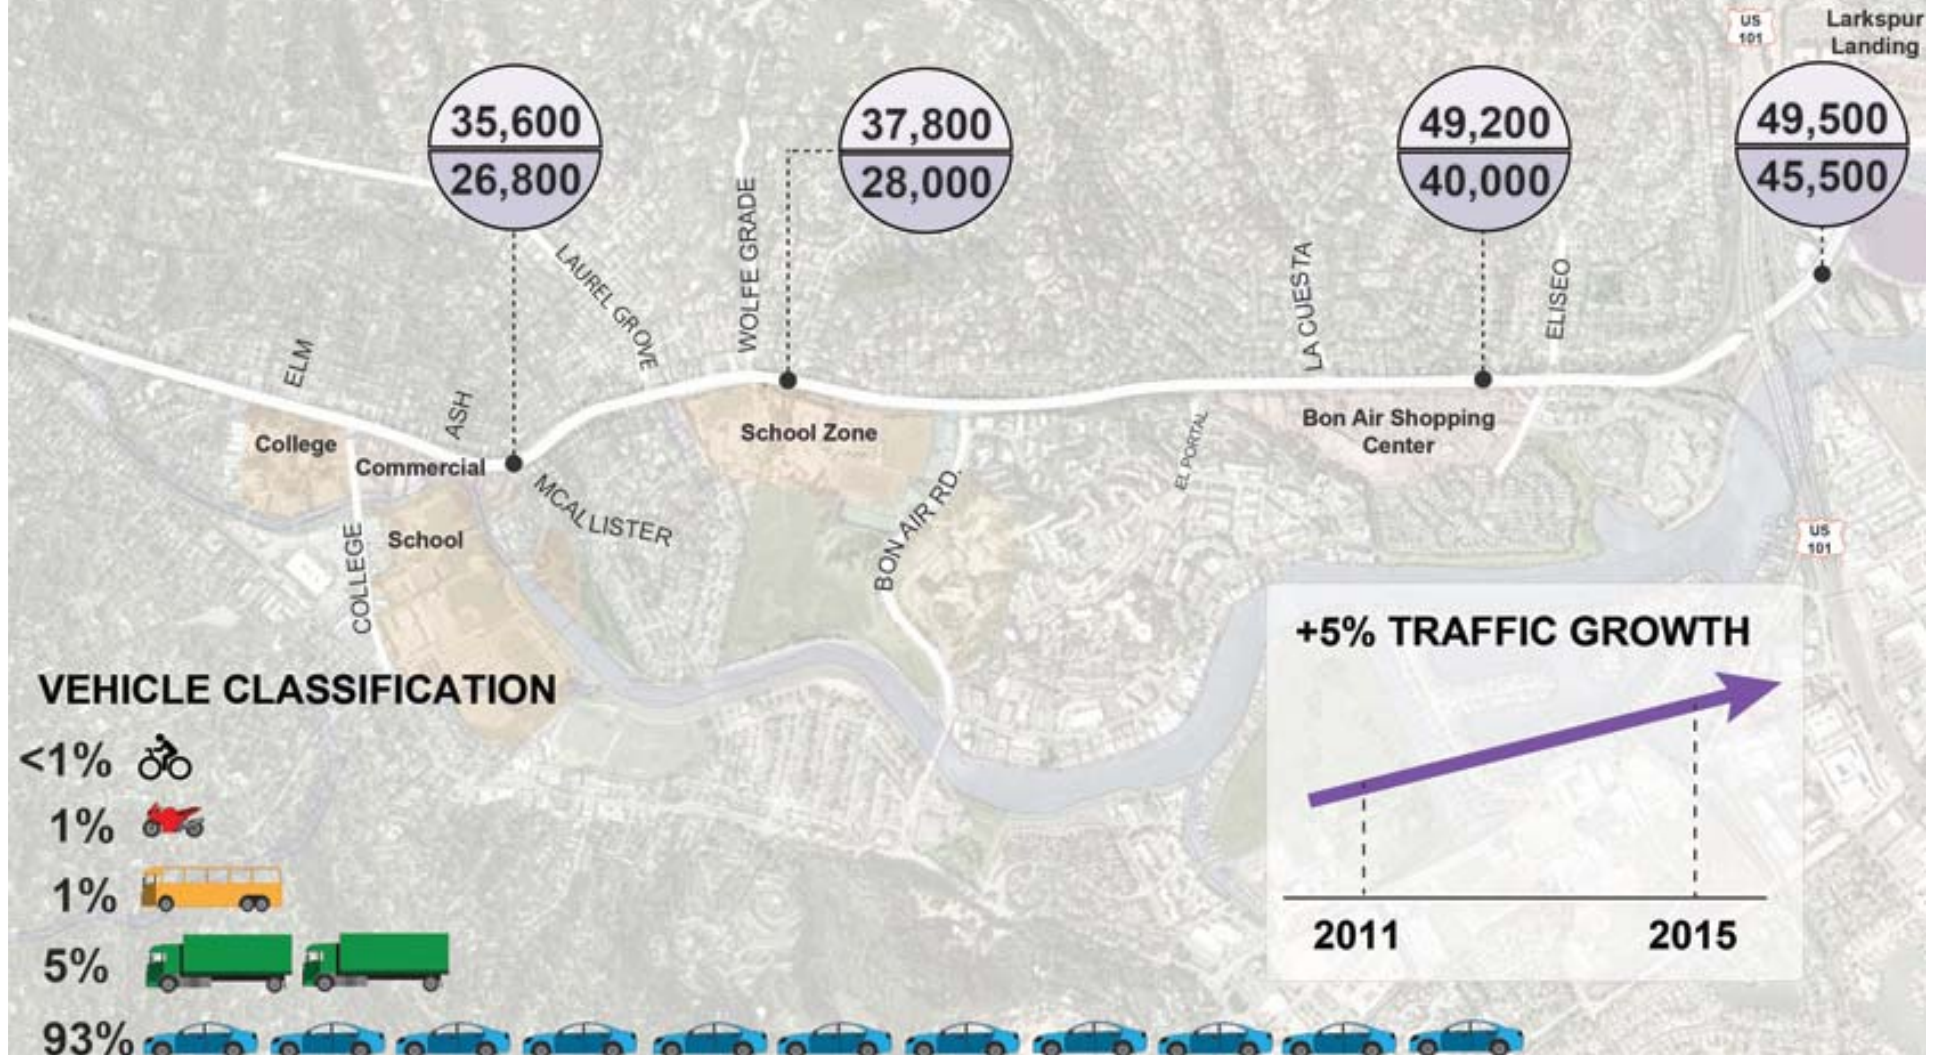 US
101
Larkspur
Landing
35,600
26,800
37,800
28,000
49,200
40,000
49,500
45,500
LAUREL GROVE
WOLFE GRADE
LA CUESTA
ELISEO
ELM
ASH
College
Commercial
School Zone
Bon Air Shopping
Center
MCALLISTER
EL PORTAL
BON AIR RD.
COLLEGE
School
US
101
+5% TRAFFIC GROWTH
2011
2015
VEHICLE CLASSIFICATION
<1%
1%
1%
5%
93%